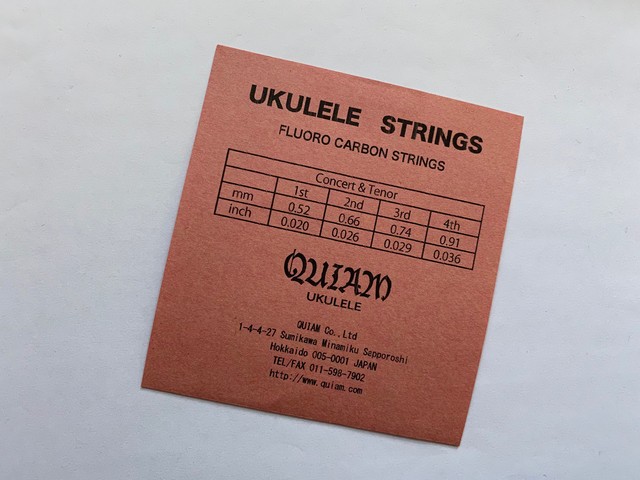 UKULELE STRINGS
FLUORO CARBON STRINGS
Concert & Tenor
1st 2nd 3rd 4th
mm 0.52 0.66 0.74 0.91
inch 0.020 0.026 0.029 0.036
QUIAM
UKULELE
QUIAM Co.,Ltd
1-4-4-27 Sumikawa Minamiku Sapporoshi
Hokkaido 005-0001 JAPAN
TEL/FAX 011-598-7902
http://www.quiam.com